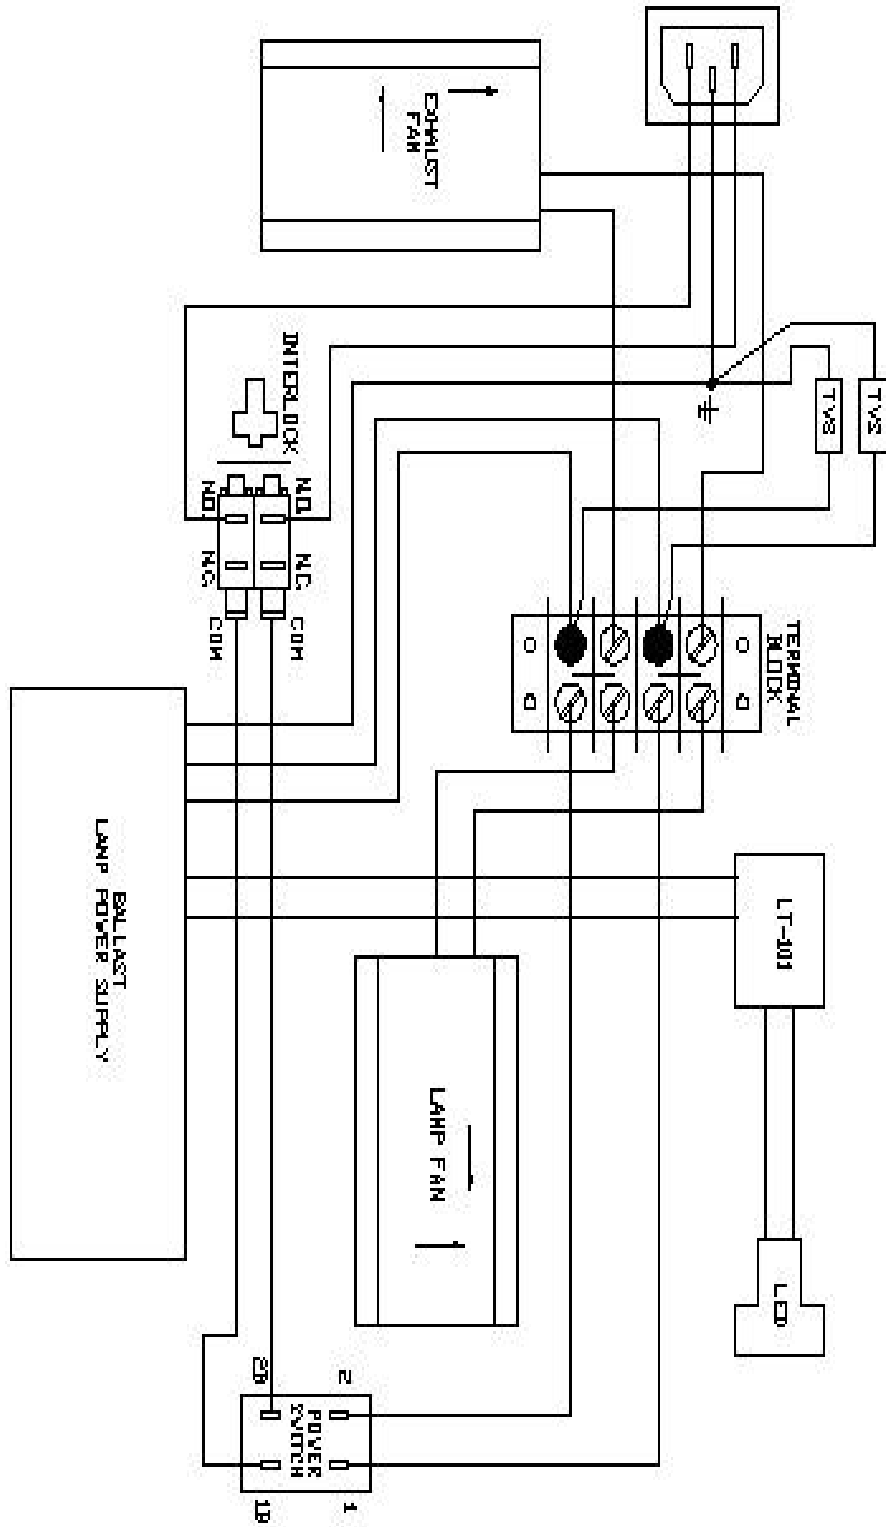 EXHAUST
FAN
INTERLOCK
N.O.
N.O.
N.C.
N.C.
COM
COM
TVS
TVS
TERMINAL
BLOCK
BALLAST
LAMP POWER SUPPLY
LT-101
LAMP FAN
LED
2B
2
POWER
SWITCH
1B
1